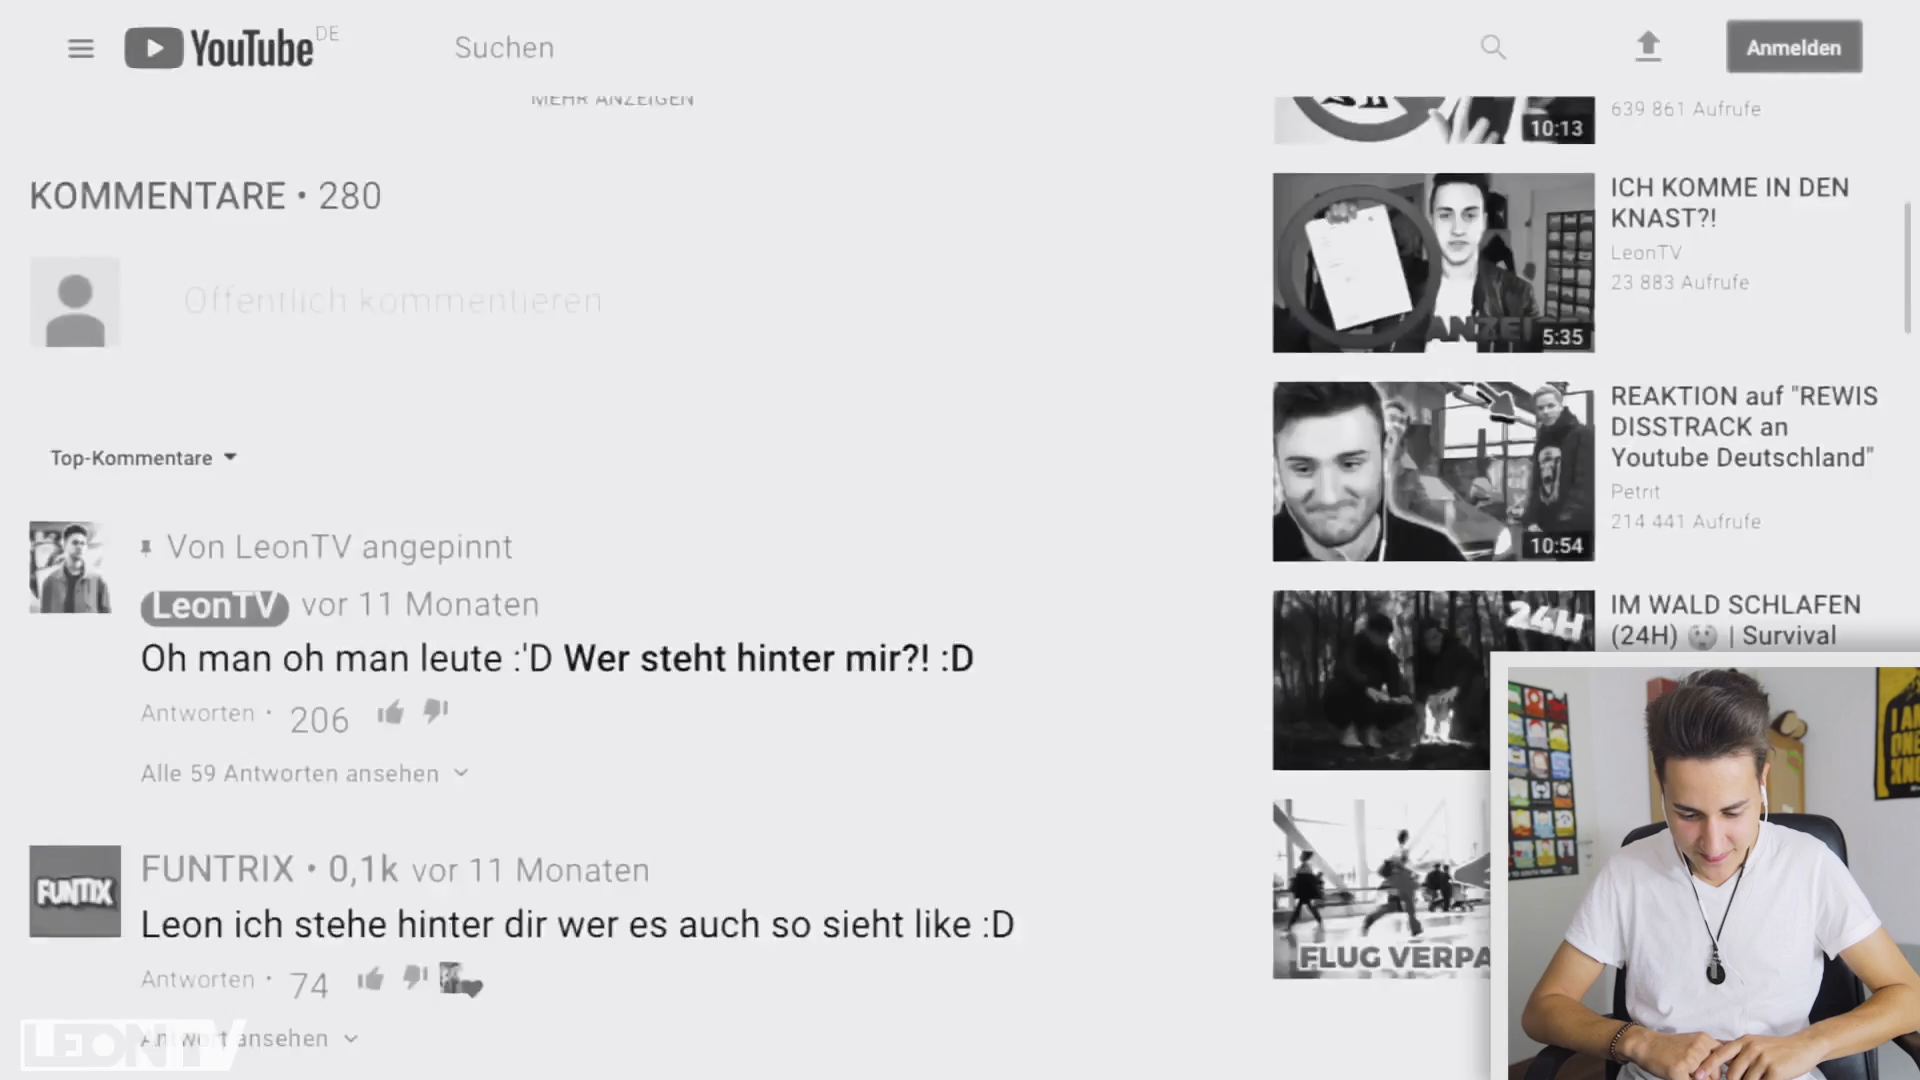 YouTube DE
Suchen
Anmelden
MEHR ANZEIGEN
KOMMENTARE • 280
Öffentlich kommentieren
Top-Kommentare
Von LeonTV angepinnt
LeonTV vor 11 Monaten
Oh man oh man leute :'D Wer steht hinter mir?! :D
Antworten • 206
Alle 59 Antworten ansehen
FUNTIX
FUNTRIX • 0,1k vor 11 Monaten
Leon ich stehe hinter dir wer es auch so sieht like :D
Antworten • 74
Antwort ansehen
LEONTV
10:13
639 861 Aufrufe
5:35
ICH KOMME IN DEN
KNAST?!
LeonTV
23 883 Aufrufe
10:54
REAKTION auf "REWIS
DISSTRACK an
Youtube Deutschland"
Petrit
214 441 Aufrufe
24H
IM WALD SCHLAFEN
(24H) 😳 | Survival
FLUG VERPA